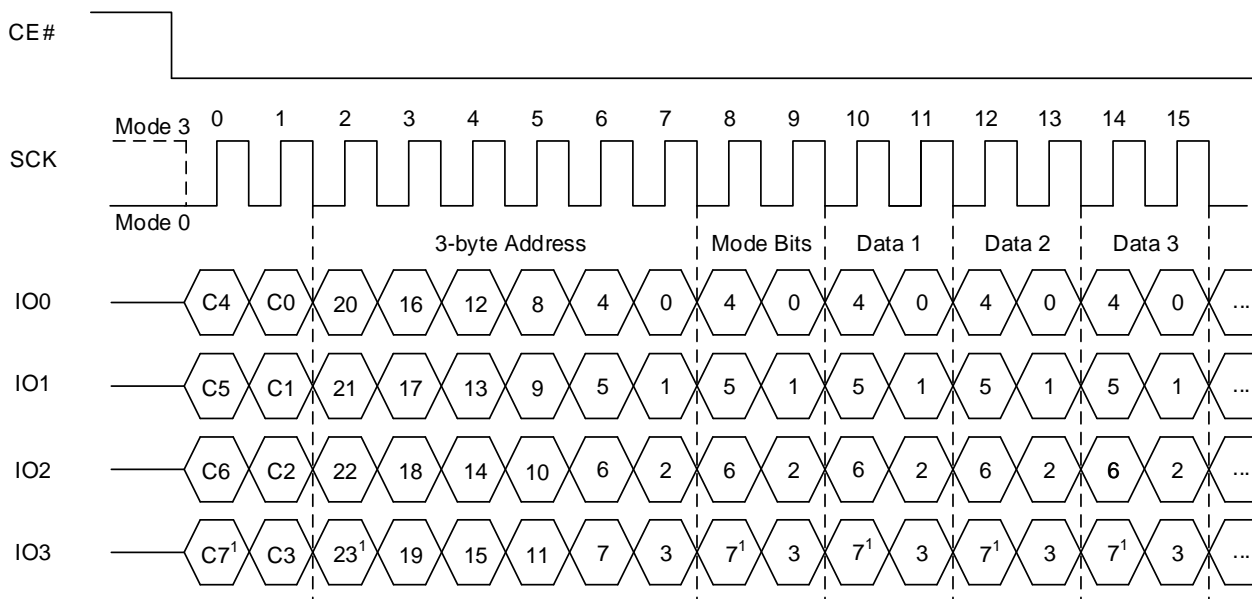 CE#
0 1 2 3 4 5 6 7 8 9 10 11 12 13 14 15
Mode 3
SCK
Mode 0
3-byte Address Mode Bits Data 1 Data 2 Data 3
IO0 C4 C0 20 16 12 8 4 0 4 0 4 0 4 0 4 0 ...
IO1 C5 C1 21 17 13 9 5 1 5 1 5 1 5 1 5 1 ...
IO2 C6 C2 22 18 14 10 6 2 6 2 6 2 6 2 6 2 ...
IO3 C7¹ C3 23¹ 19 15 11 7 3 7¹ 3 7¹ 3 7¹ 3 7¹ 3 ...